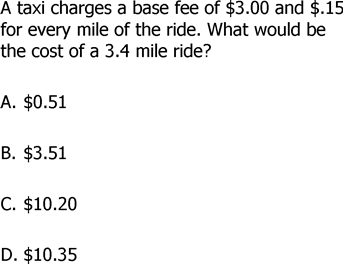 A taxi charges a base fee of $3.00 and $.15
for every mile of the ride. What would be
the cost of a 3.4 mile ride?
A. $0.51
B. $3.51
C. $10.20
D. $10.35